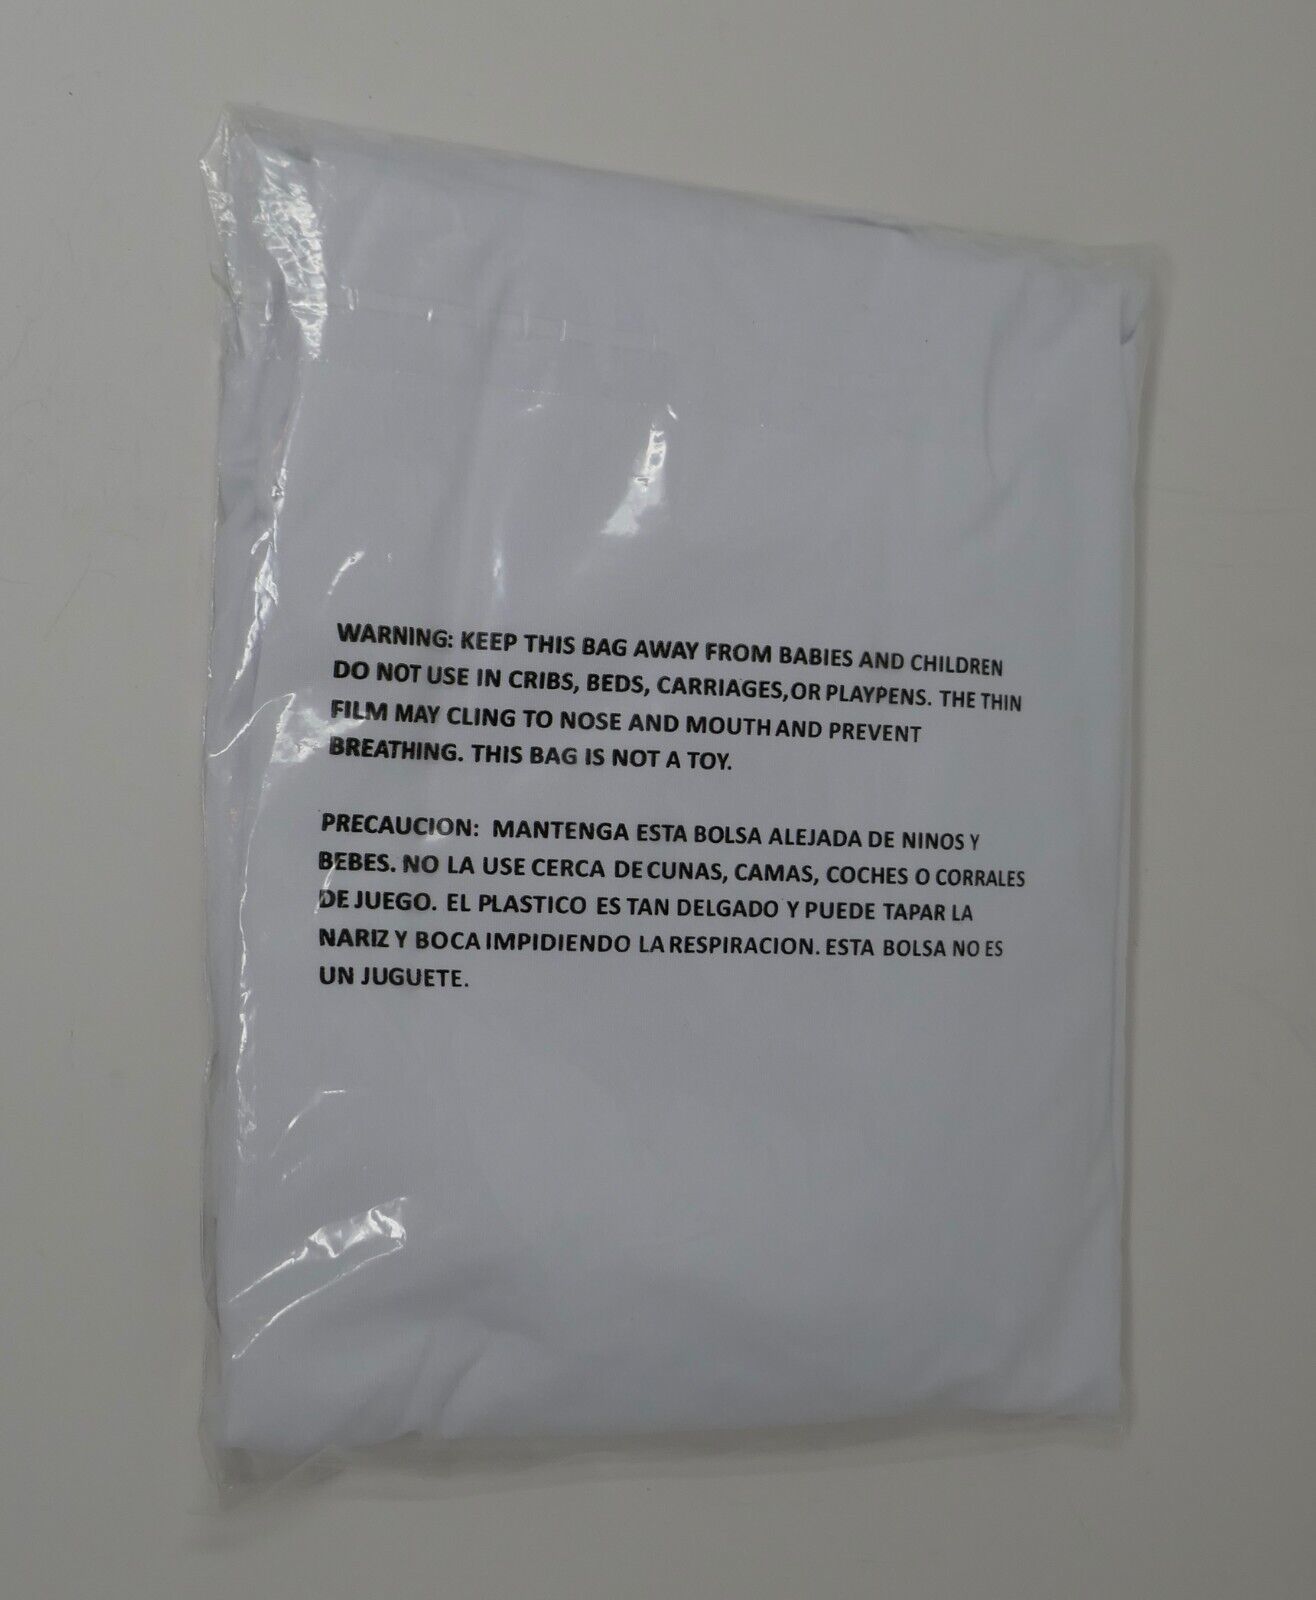 WARNING: KEEP THIS BAG AWAY FROM BABIES AND CHILDREN
DO NOT USE IN CRIBS, BEDS, CARRIAGES, OR PLAYPENS. THE THIN
FILM MAY CLING TO NOSE AND MOUTH AND PREVENT
BREATHING. THIS BAG IS NOT A TOY.
PRECAUCION: MANTENGA ESTA BOLSA ALEJADA DE NINOS Y
BEBES. NO LA USE CERCA DE CUNAS, CAMAS, COCHES O CORRALES
DE JUEGO. EL PLASTICO ES TAN DELGADO Y PUEDE TAPAR LA
NARIZ Y BOCA IMPIDIENDO LA RESPIRACION. ESTA BOLSA NO ES
UN JUGUETE.